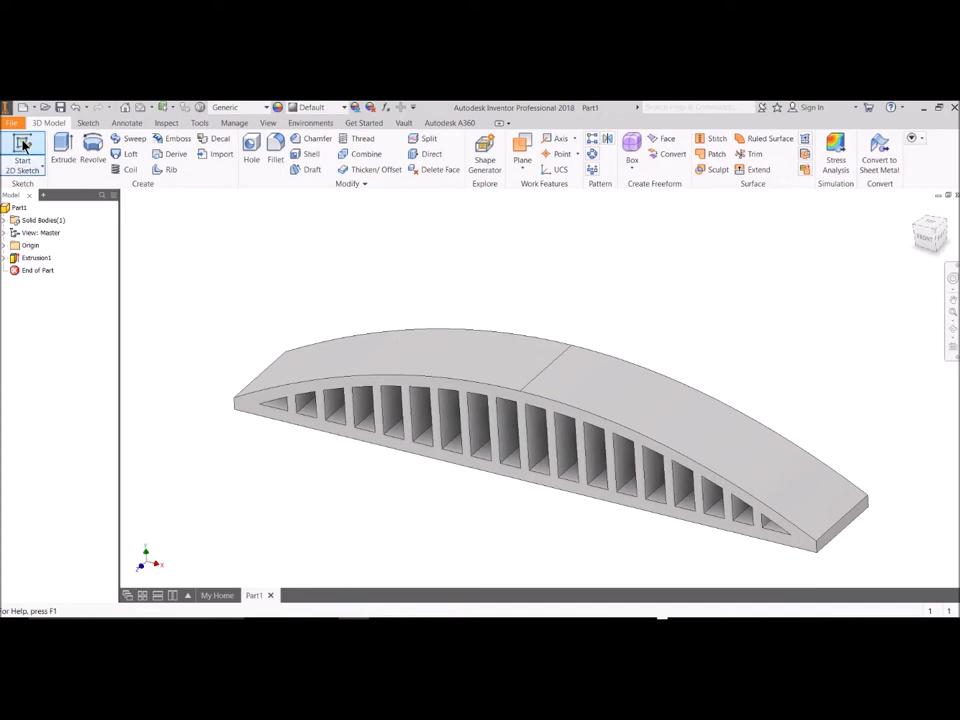 Generic Default Autodesk Inventor Professional 2018 Part1 Search Help & Commands... Sign In
File 3D Model Sketch Annotate Inspect Tools Manage View Environments Get Started Vault Autodesk A360
Start
2D Sketch
Extrude
Revolve
Sweep Emboss Decal
Loft Derive Import
Coil Rib
Hole
Fillet
Chamfer Thread Split
Shell Combine Direct
Draft Thicken/ Offset Delete Face
Shape
Generator
Plane
Axis
Point
UCS
Box
Face
Convert
Stitch Ruled Surface
Patch Trim
Sculpt Extend
Stress
Analysis
Convert to
Sheet Metal
Sketch Create Modify Explore Work Features Pattern Create Freeform Surface Simulation Convert
Model
Part1
Solid Bodies(1)
View: Master
Origin
Extrusion1
End of Part
TOP
FRONT
Y
X
Z
My Home Part1
For Help, press F1 1 1